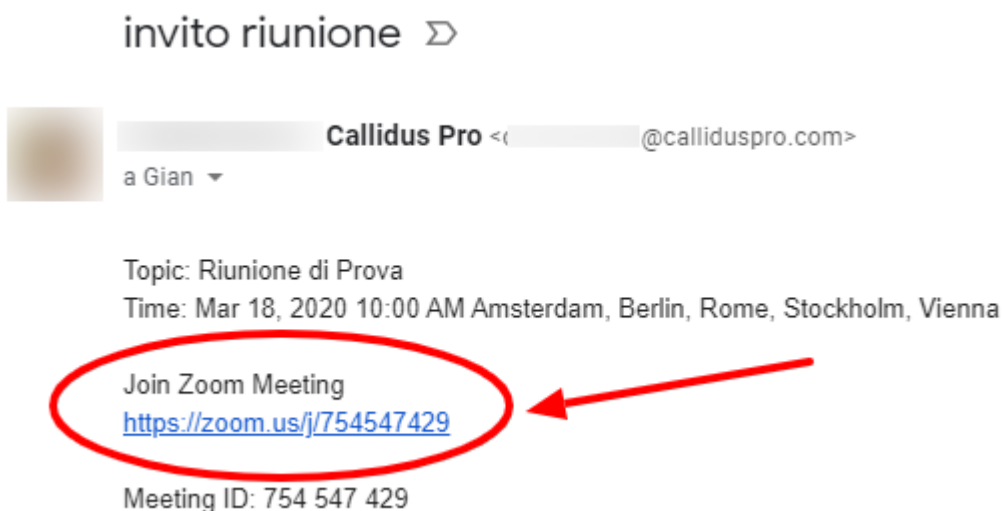 invito riunione
Callidus Pro < @calliduspro.com>
a Gian
Topic: Riunione di Prova
Time: Mar 18, 2020 10:00 AM Amsterdam, Berlin, Rome, Stockholm, Vienna
Join Zoom Meeting
https://zoom.us/j/754547429
Meeting ID: 754 547 429